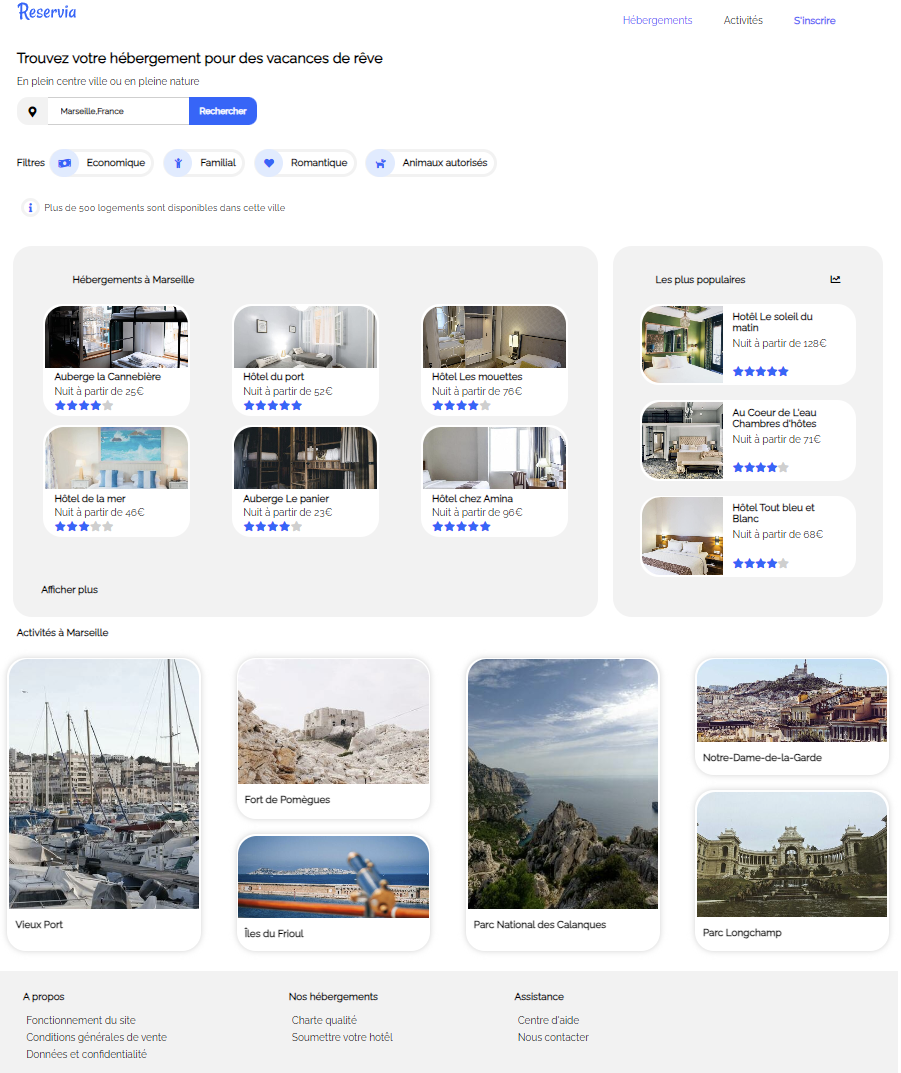 Reservia
Hébergements
Activités
S'inscrire
Trouvez votre hébergement pour des vacances de rêve
En plein centre ville ou en pleine nature
Marseille,France
Rechercher
Filtres
Economique
Familial
Romantique
Animaux autorisés
Plus de 500 logements sont disponibles dans cette ville
Hébergements à Marseille
Auberge la Cannebière
Nuit à partir de 25€
Hôtel du port
Nuit à partir de 52€
Hôtel Les mouettes
Nuit à partir de 76€
Hôtel de la mer
Nuit à partir de 46€
Auberge Le panier
Nuit à partir de 23€
Hôtel chez Amina
Nuit à partir de 96€
Afficher plus
Les plus populaires
Hotêl Le soleil du
matin
Nuit à partir de 128€
Au Coeur de L'eau
Chambres d'hôtes
Nuit à partir de 71€
Hôtel Tout bleu et
Blanc
Nuit à partir de 68€
Activités à Marseille
Vieux Port
Fort de Pomègues
Îles du Frioul
Parc National des Calanques
Notre-Dame-de-la-Garde
Parc Longchamp
A propos
Fonctionnement du site
Conditions générales de vente
Données et confidentialité
Nos hébergements
Charte qualité
Soumettre votre hotêl
Assistance
Centre d'aide
Nous contacter